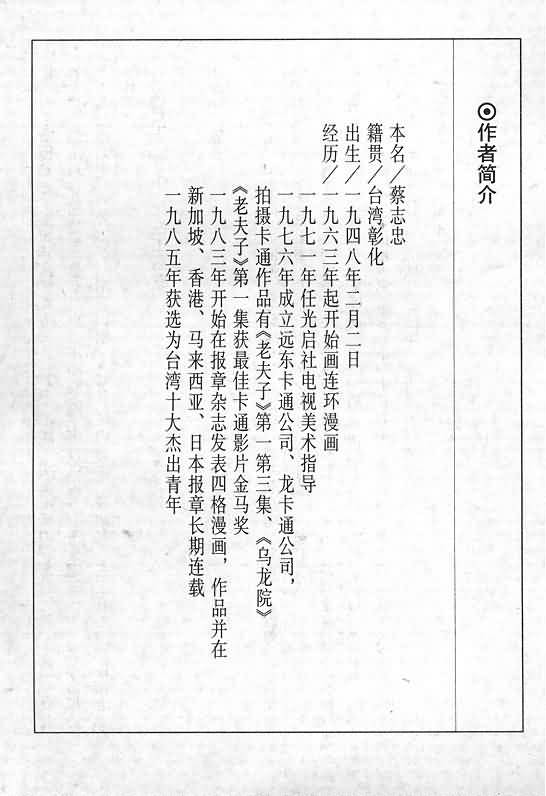 ⊙作者简介
本名／蔡志忠
籍贯／台湾彰化
出生／一九四八年二月二日
经历／一九六三年起开始画连环漫画
一九七一年任光启社电视美术指导
一九七六年成立远东卡通公司、龙卡通公司，
拍摄卡通作品有《老夫子》第一第三集、《乌龙院》
《老夫子》第一集获最佳卡通影片金马奖
一九八三年开始在报章杂志发表四格漫画，作品并在
新加坡、香港、马来西亚、日本报章长期连载
一九八五年获选为台湾十大杰出青年